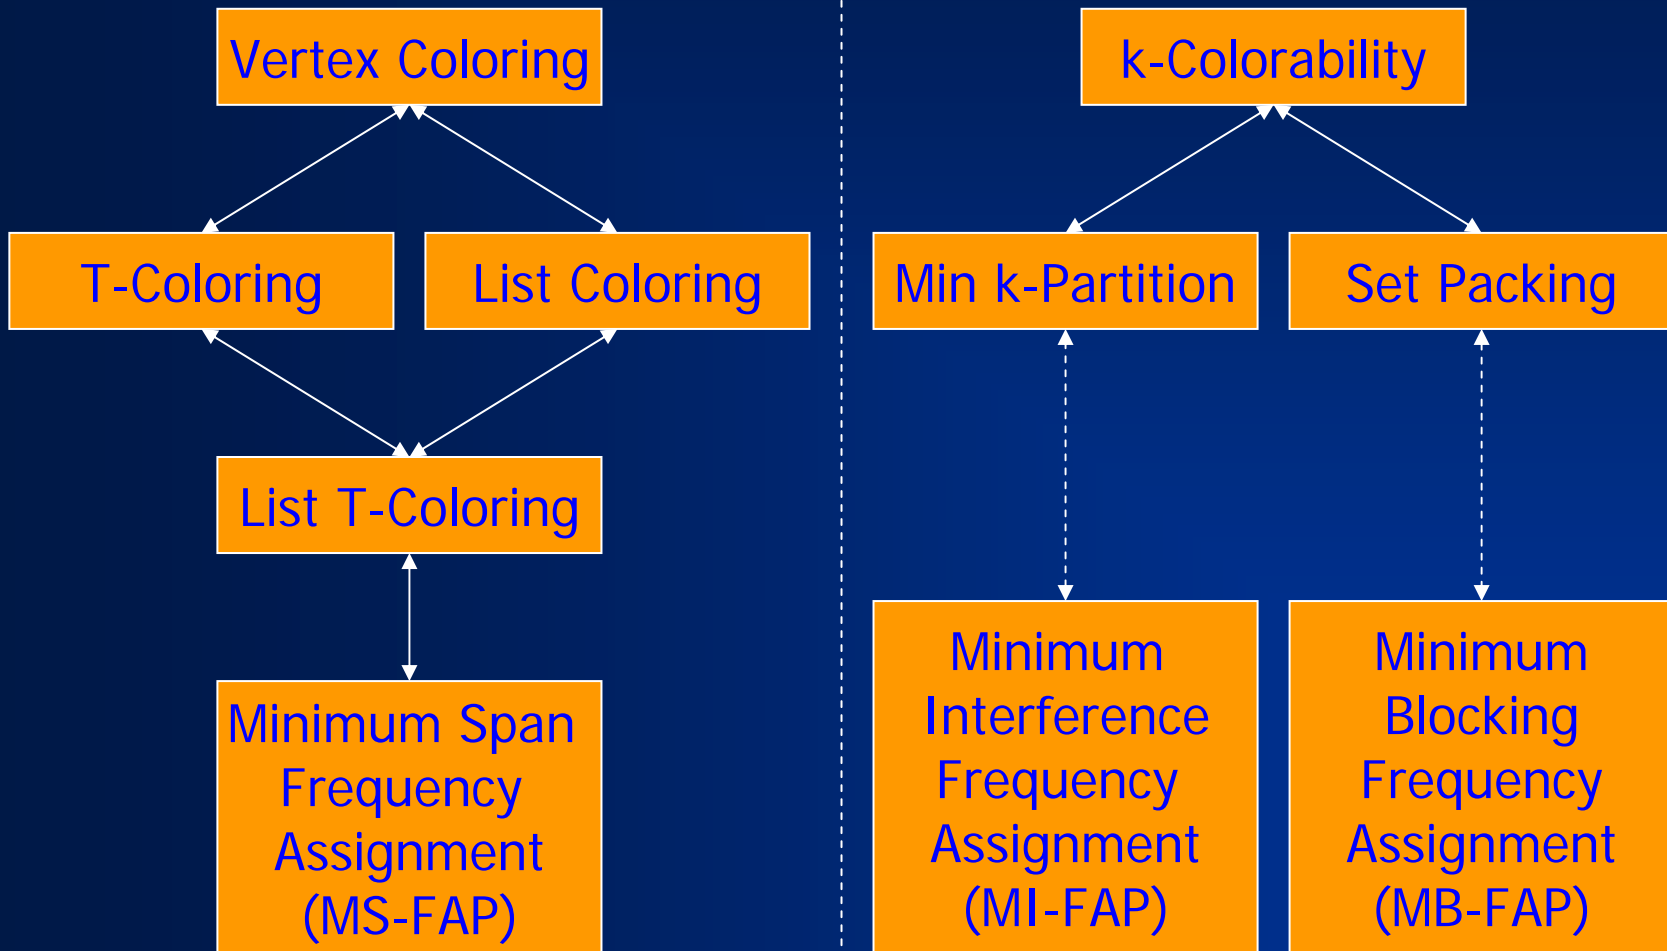 Vertex Coloring
k-Colorability
T-Coloring
List Coloring
Min k-Partition
Set Packing
List T-Coloring
Minimum Span
Frequency
Assignment
(MS-FAP)
Minimum
Interference
Frequency
Assignment
(MI-FAP)
Minimum
Blocking
Frequency
Assignment
(MB-FAP)